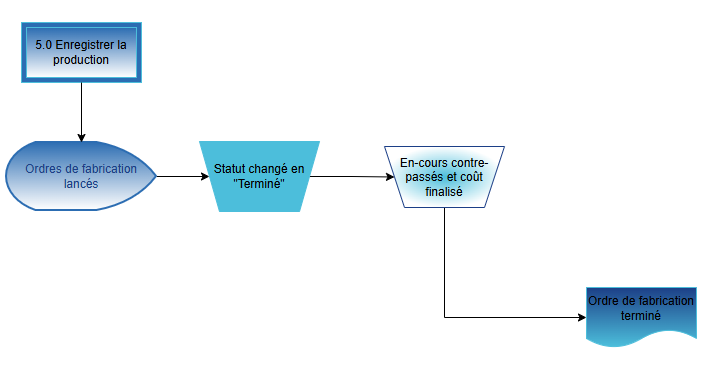 5.0 Enregistrer la
production
Ordres de fabrication
lancés
Statut changé en
"Terminé"
En-cours contre-
passés et coût
finalisé
Ordre de fabrication
terminé